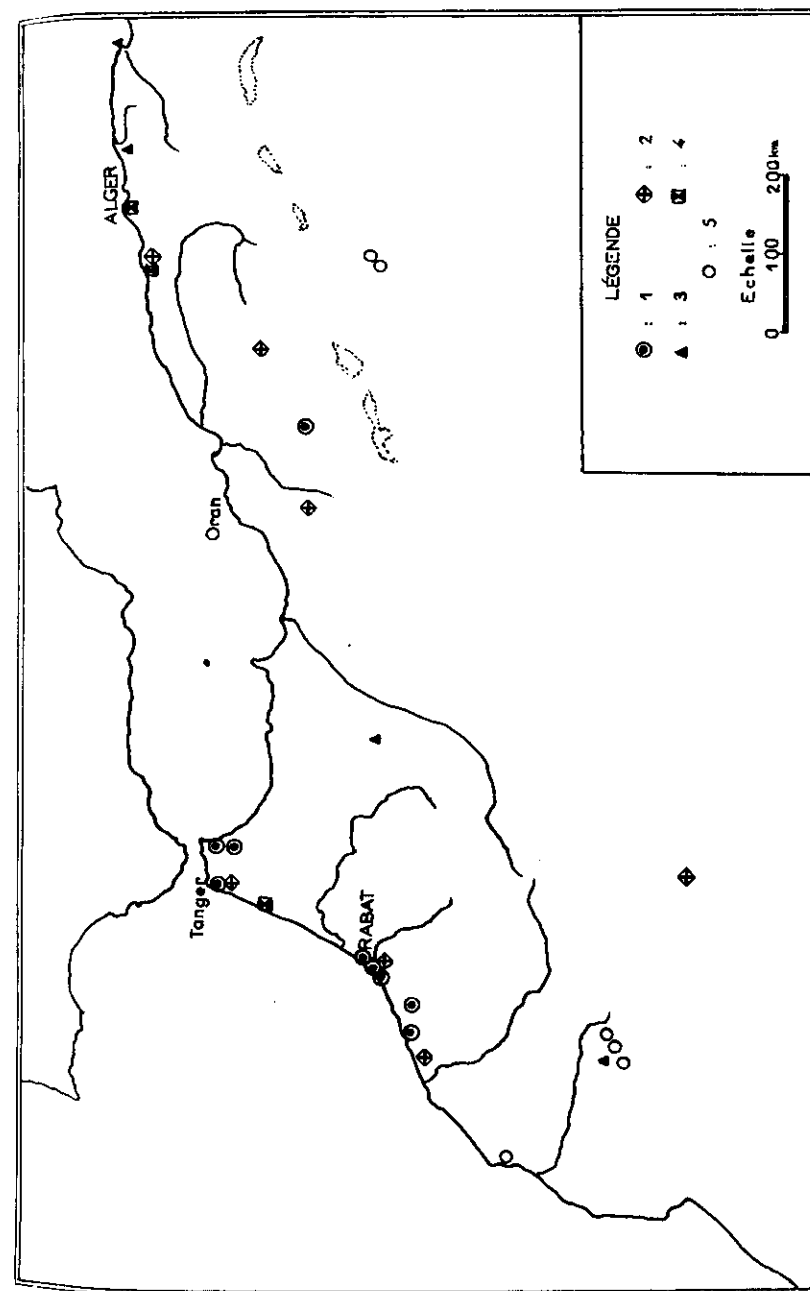 ALGER
Oran
Tanger
RABAT
LÉGENDE
: 1 : 2
: 3 : 4
: 5
Echelle
0 100 200km